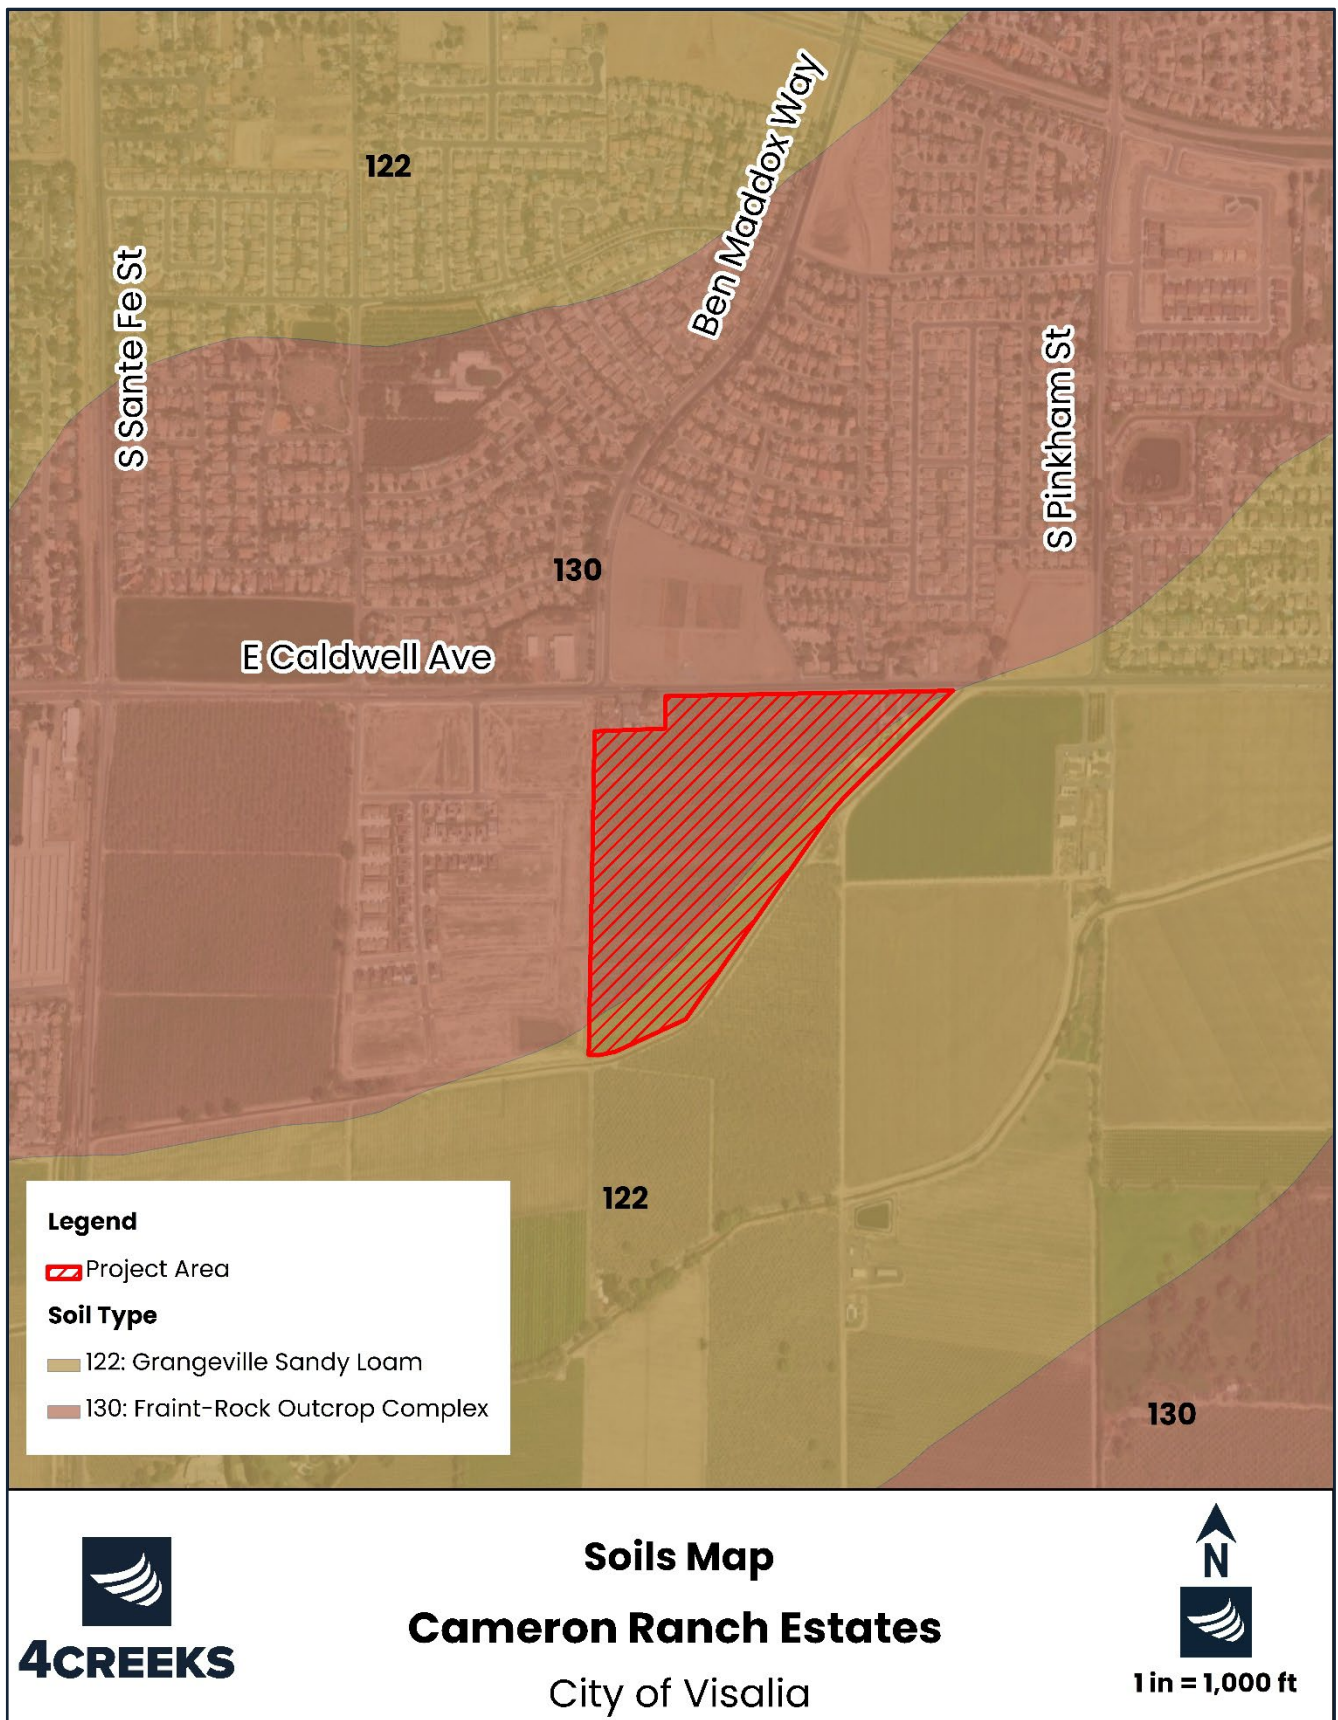 122
Ben Maddox Way
S Sante Fe St
S Pinkham St
130
E Caldwell Ave
122
130
Legend
Project Area
Soil Type
122: Grangeville Sandy Loam
130: Fraint-Rock Outcrop Complex
4CREEKS
Soils Map
Cameron Ranch Estates
City of Visalia
N
1 in = 1,000 ft